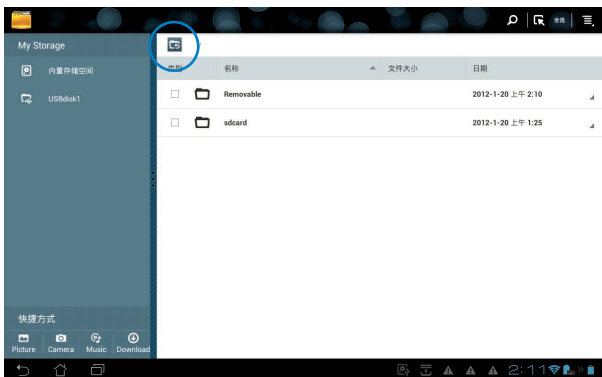 全选
My Storage
内置存储空间
USBdisk1
类别 名称 文件大小 日期
Removable 2012-1-20 上午 2:10
sdcard 2012-1-20 上午 1:25
快捷方式
Picture Camera Music Download
2:11